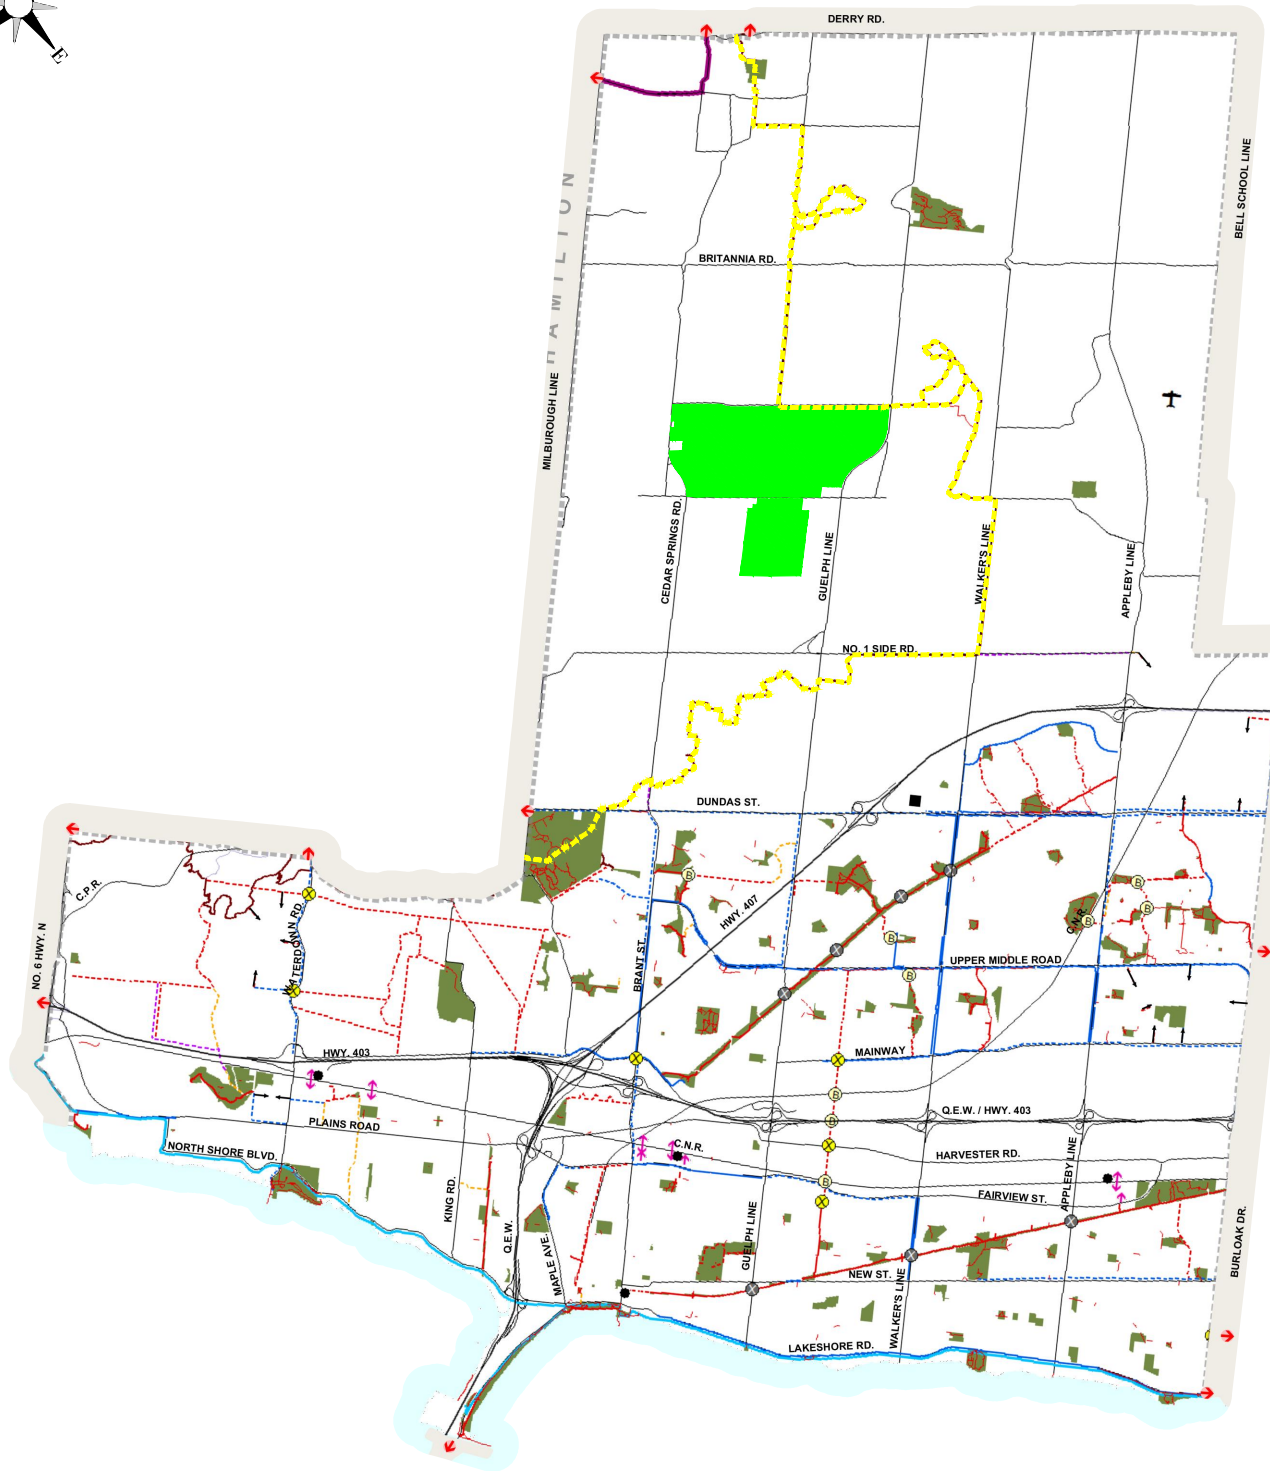 E
DERRY RD.
BELL SCHOOL LINE
HAMILTON
BRITANNIA RD.
MILBUROUGH LINE
CEDAR SPRINGS RD.
GUELPH LINE
WALKER'S LINE
APPLEBY LINE
NO. 1 SIDE RD.
DUNDAS ST.
C.P.R.
NO. 6 HWY. N
WATERDOWN RD.
BRANT ST.
HWY. 407
C.N.R.
UPPER MIDDLE ROAD
B
B
B
B
B
B
X
X
X
X
X
X
HWY. 403
MAINWAY
X
X
B
B
Q.E.W. / HWY. 403
PLAINS ROAD
NORTH SHORE BLVD.
C.N.R.
X
HARVESTER RD.
B
X
FAIRVIEW ST.
KING RD.
Q.E.W.
MAPLE AVE.
GUELPH LINE
APPLEBY LINE
X
X
X
NEW ST.
WALKER'S LINE
BURLOAK DR.
LAKESHORE RD.